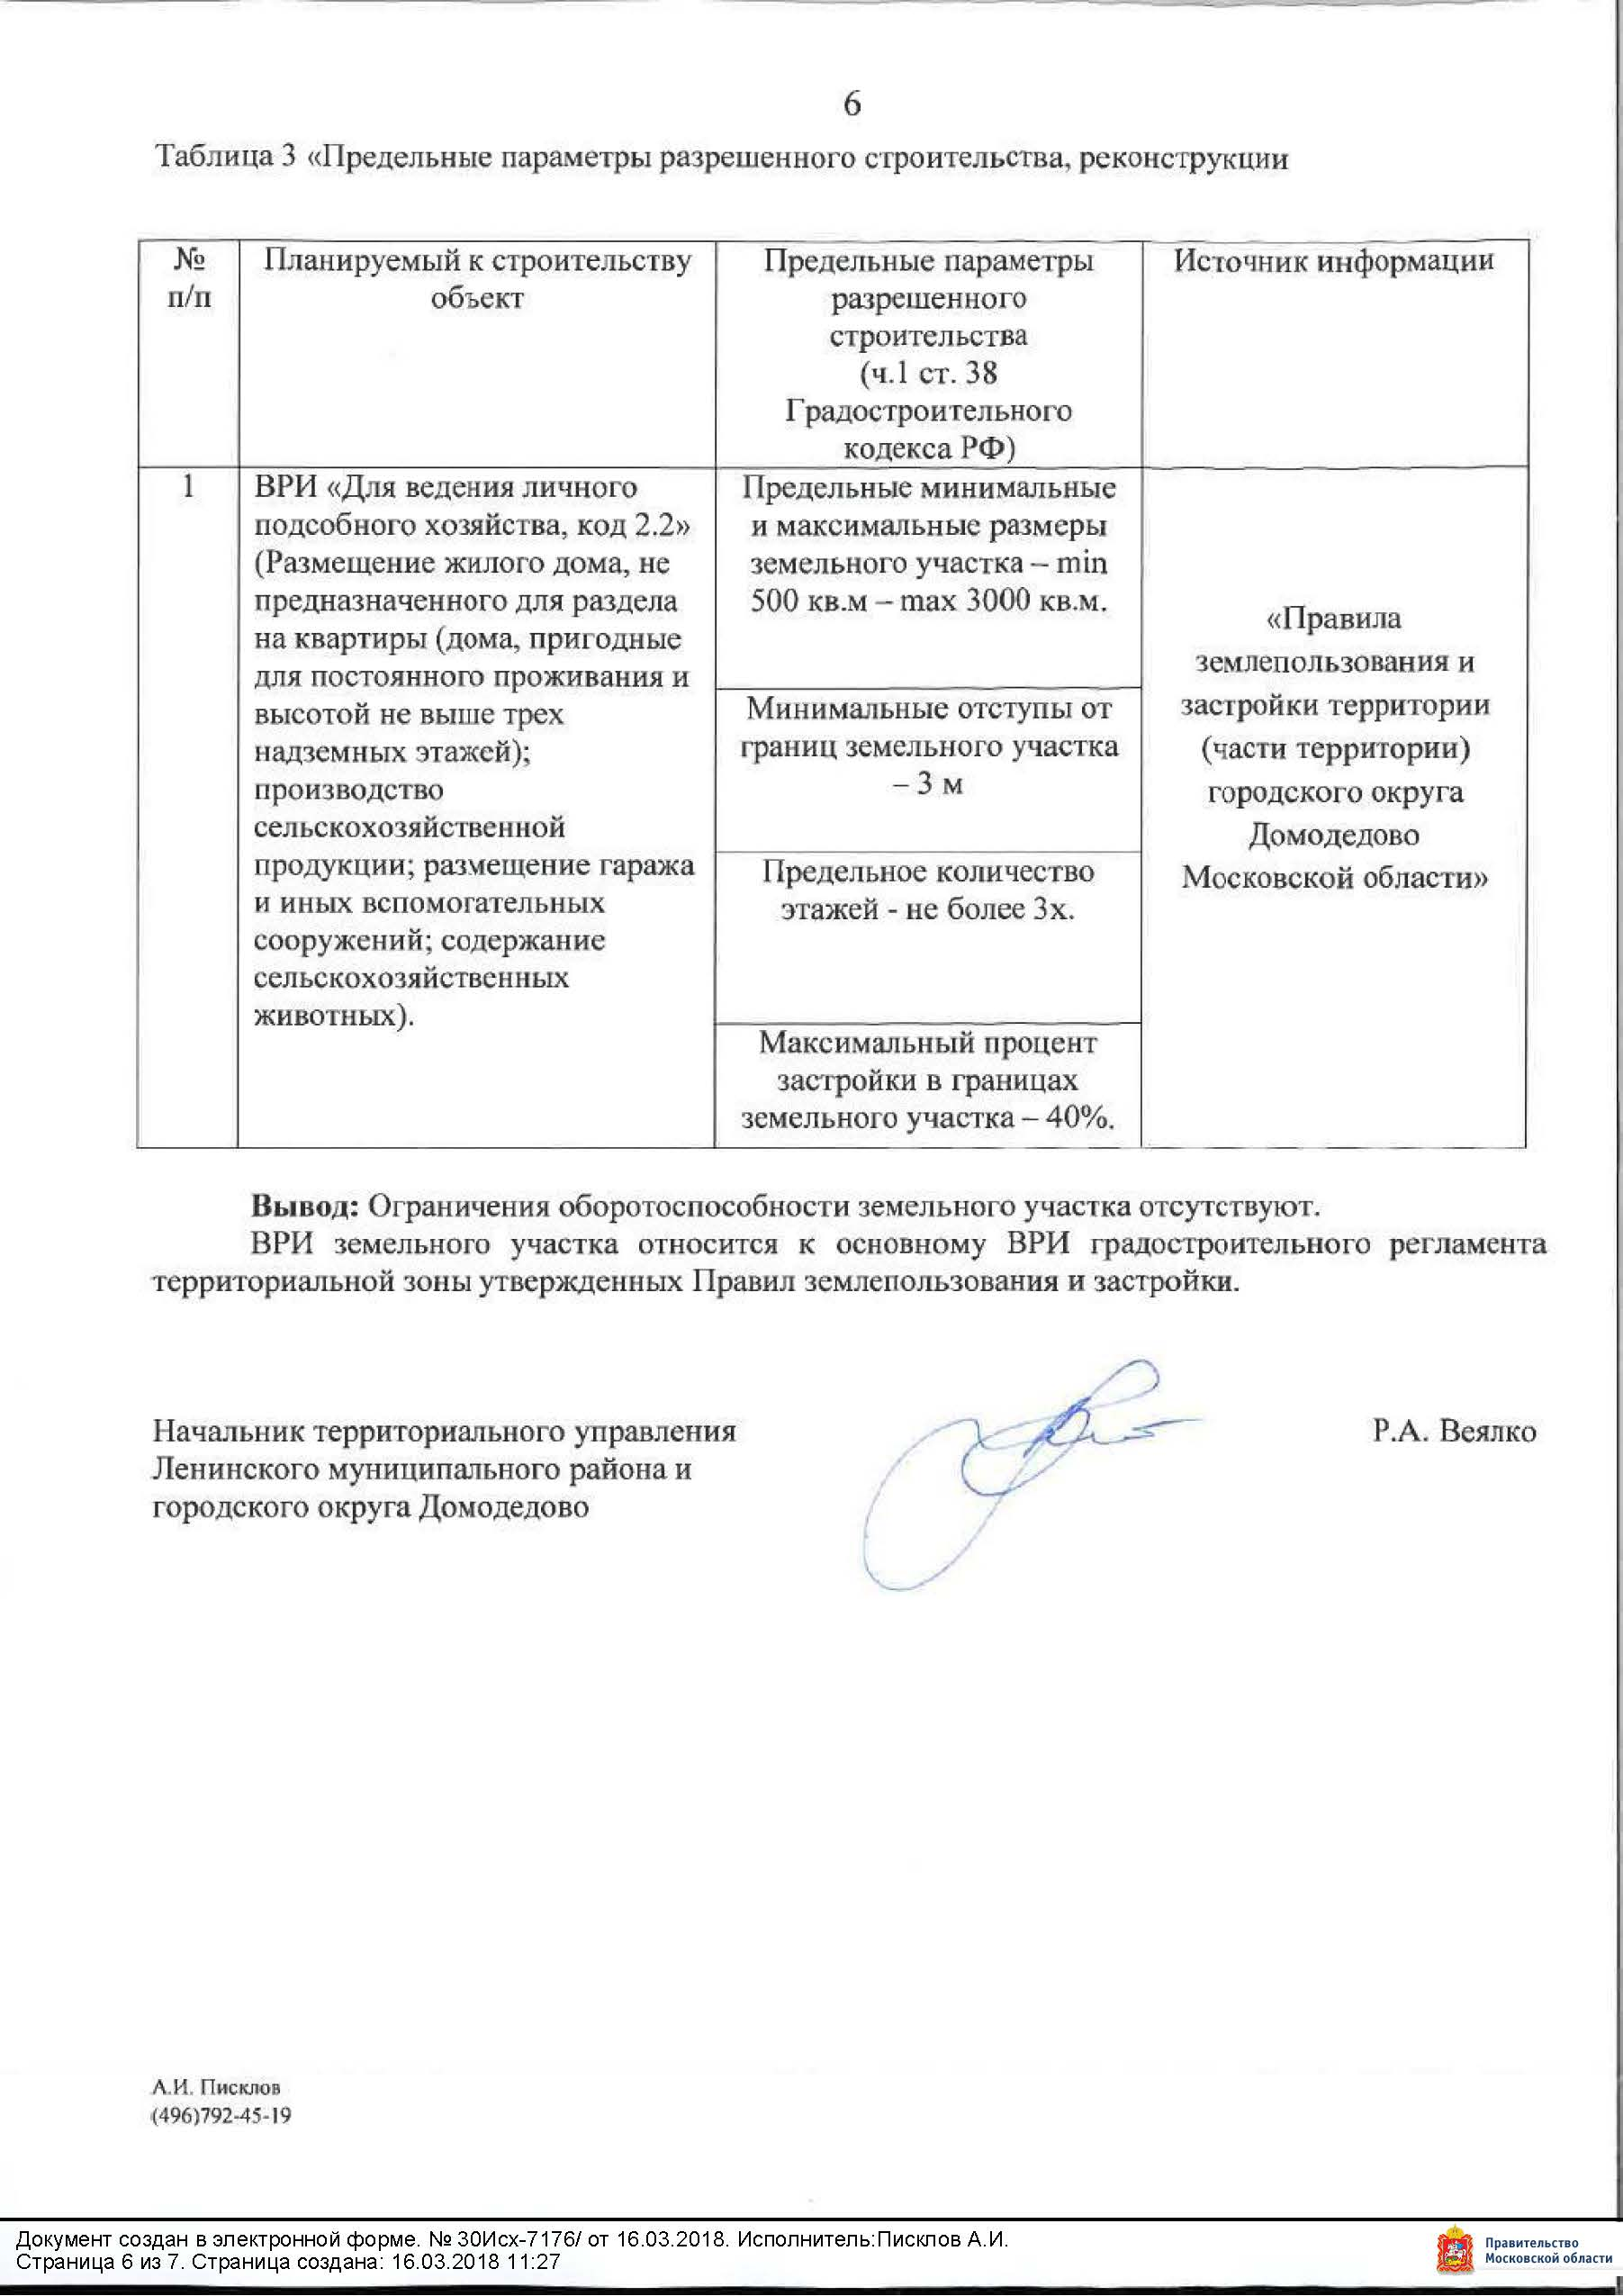 6
Таблица 3 «Предельные параметры разрешенного строительства, реконструкции
№
п/п
Планируемый к строительству
объект
Предельные параметры
разрешенного
строительства
(ч.1 ст. 38
Градостроительного
кодекса РФ)
Источник информации
1
ВРИ «Для ведения личного
подсобного хозяйства, код 2.2»
(Размещение жилого дома, не
предназначенного для раздела
на квартиры (дома, пригодные
для постоянного проживания и
высотой не выше трех
надземных этажей);
производство
сельскохозяйственной
продукции; размещение гаража
и иных вспомогательных
сооружений; содержание
сельскохозяйственных
животных).
Предельные минимальные
и максимальные размеры
земельного участка – min
500 кв.м – max 3000 кв.м.
Минимальные отступы от
границ земельного участка
– 3 м
Предельное количество
этажей - не более 3х.
Максимальный процент
застройки в границах
земельного участка – 40%.
«Правила
землепользования и
застройки территории
(части территории)
городского округа
Домодедово
Московской области»
Вывод: Ограничения оборотоспособности земельного участка отсутствуют.
ВРИ земельного участка относится к основному ВРИ градостроительного регламента
территориальной зоны утвержденных Правил землепользования и застройки.
Начальник территориального управления
Ленинского муниципального района и
городского округа Домодедово
Р.А. Веялко
А.И. Писклов
(496)792-45-19
Документ создан в электронной форме. № 30Исх-7176/ от 16.03.2018. Исполнитель:Писклов А.И.
Страница 6 из 7. Страница создана: 16.03.2018 11:27
Правительство
Московской области